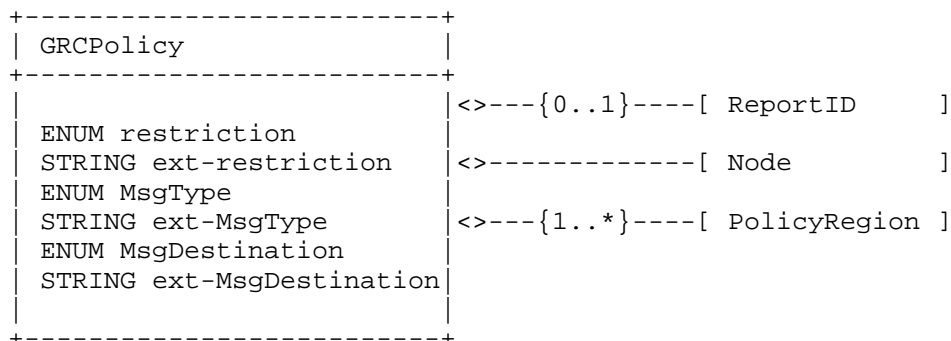 +---------------------------+
| GRCPolicy                 |
+---------------------------+
|                           |<>---{0..1}----[ ReportID     ]
| ENUM restriction          |
| STRING ext-restriction    |<>-------------[ Node         ]
| ENUM MsgType              |
| STRING ext-MsgType        |<>---{1..*}----[ PolicyRegion ]
| ENUM MsgDestination       |
| STRING ext-MsgDestination|
|                           |
+---------------------------+